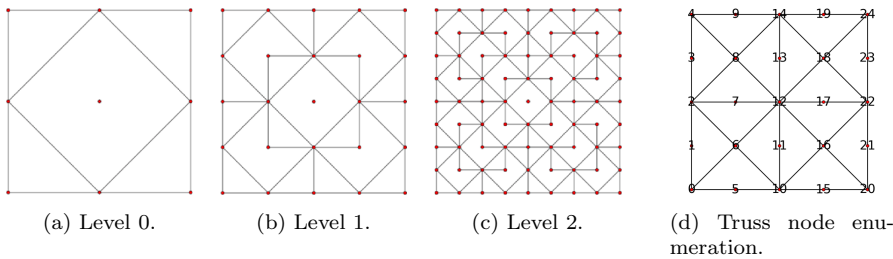 4 9 14 19 24
3 8 13 18 23
2 7 12 17 22
1 6 11 16 21
0 5 10 15 20
(a) Level 0. (b) Level 1. (c) Level 2. (d) Truss node enu-
meration.